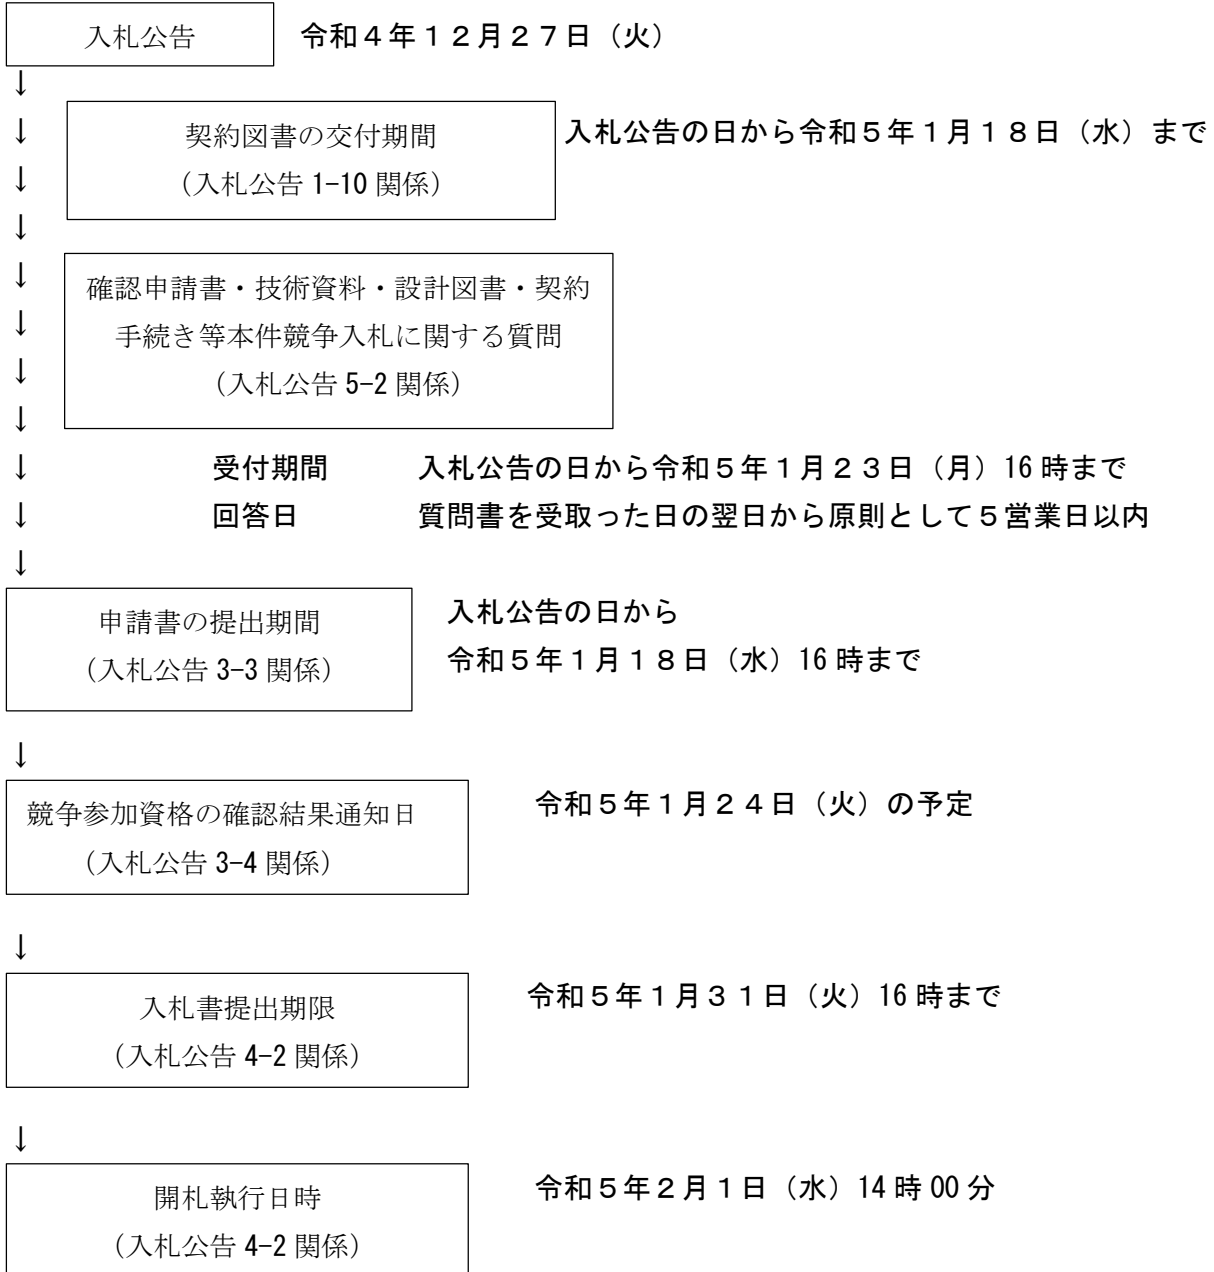 入札公告 令和４年１２月２７日（火）
↓
↓ 契約図書の交付期間 入札公告の日から令和５年１月１８日（水）まで
↓ （入札公告 1-10 関係）
↓
↓ 確認申請書・技術資料・設計図書・契約
↓ 手続き等本件競争入札に関する質問
↓ （入札公告 5-2 関係）
↓
↓ 受付期間 入札公告の日から令和５年１月２３日（月）16 時まで
↓ 回答日 質問書を受取った日の翌日から原則として５営業日以内
↓
申請書の提出期間 入札公告の日から
（入札公告 3-3 関係） 令和５年１月１８日（水）16 時まで
↓
競争参加資格の確認結果通知日 令和５年１月２４日（火）の予定
（入札公告 3-4 関係）
↓
入札書提出期限 令和５年１月３１日（火）16 時まで
（入札公告 4-2 関係）
↓
開札執行日時 令和５年２月１日（水）14 時 00 分
（入札公告 4-2 関係）